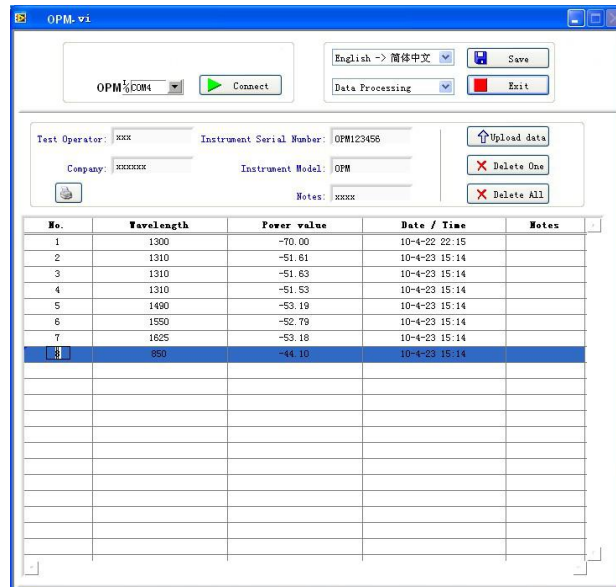 OPM.vi
English -> 简体中文
Save
OPM COM4
Connect
Data Processing
Exit
Test Operator: xxx
Instrument Serial Number: OPM123456
Upload data
Company: xxxxxx
Instrument Model: OPM
Delete One
Notes: xxxx
Delete All
No. Wavelength Power value Date / Time Notes
1 1300 -70.00 10-4-22 22:15
2 1310 -51.61 10-4-23 15:14
3 1310 -51.63 10-4-23 15:14
4 1310 -51.53 10-4-23 15:14
5 1490 -53.19 10-4-23 15:14
6 1550 -52.79 10-4-23 15:14
7 1625 -53.18 10-4-23 15:14
8 850 -44.10 10-4-23 15:14